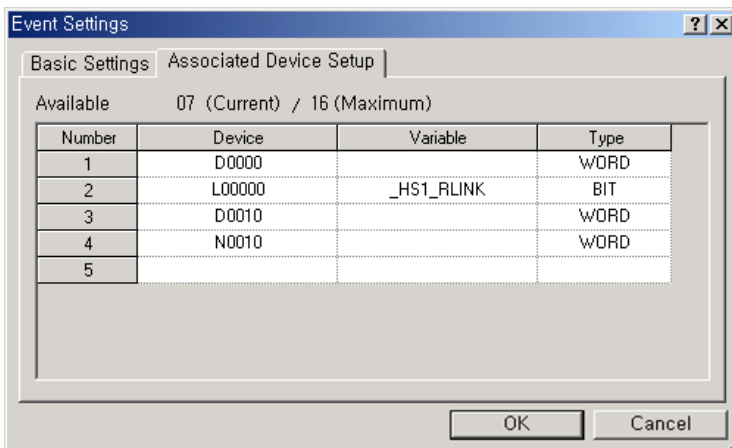 Event Settings
Basic Settings Associated Device Setup
Available 07 (Current) / 16 (Maximum)
Number Device Variable Type
1 D0000 WORD
2 L00000 _HS1_RLINK BIT
3 D0010 WORD
4 N0010 WORD
5
OK Cancel